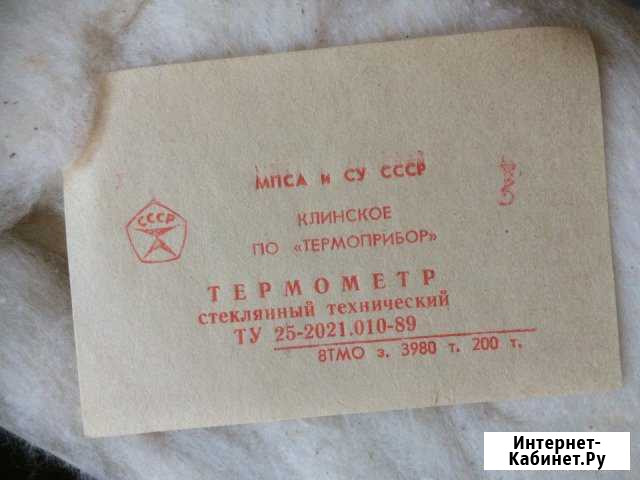 МПСА и СУ СССР
СССР
КЛИНСКОЕ
ПО «ТЕРМОПРИБОР»
ТЕРМОМЕТР
стеклянный технический
ТУ 25-2021.010-89
8ТМО з. 3980 т. 200 т.
Интернет-
Кабинет.Ру